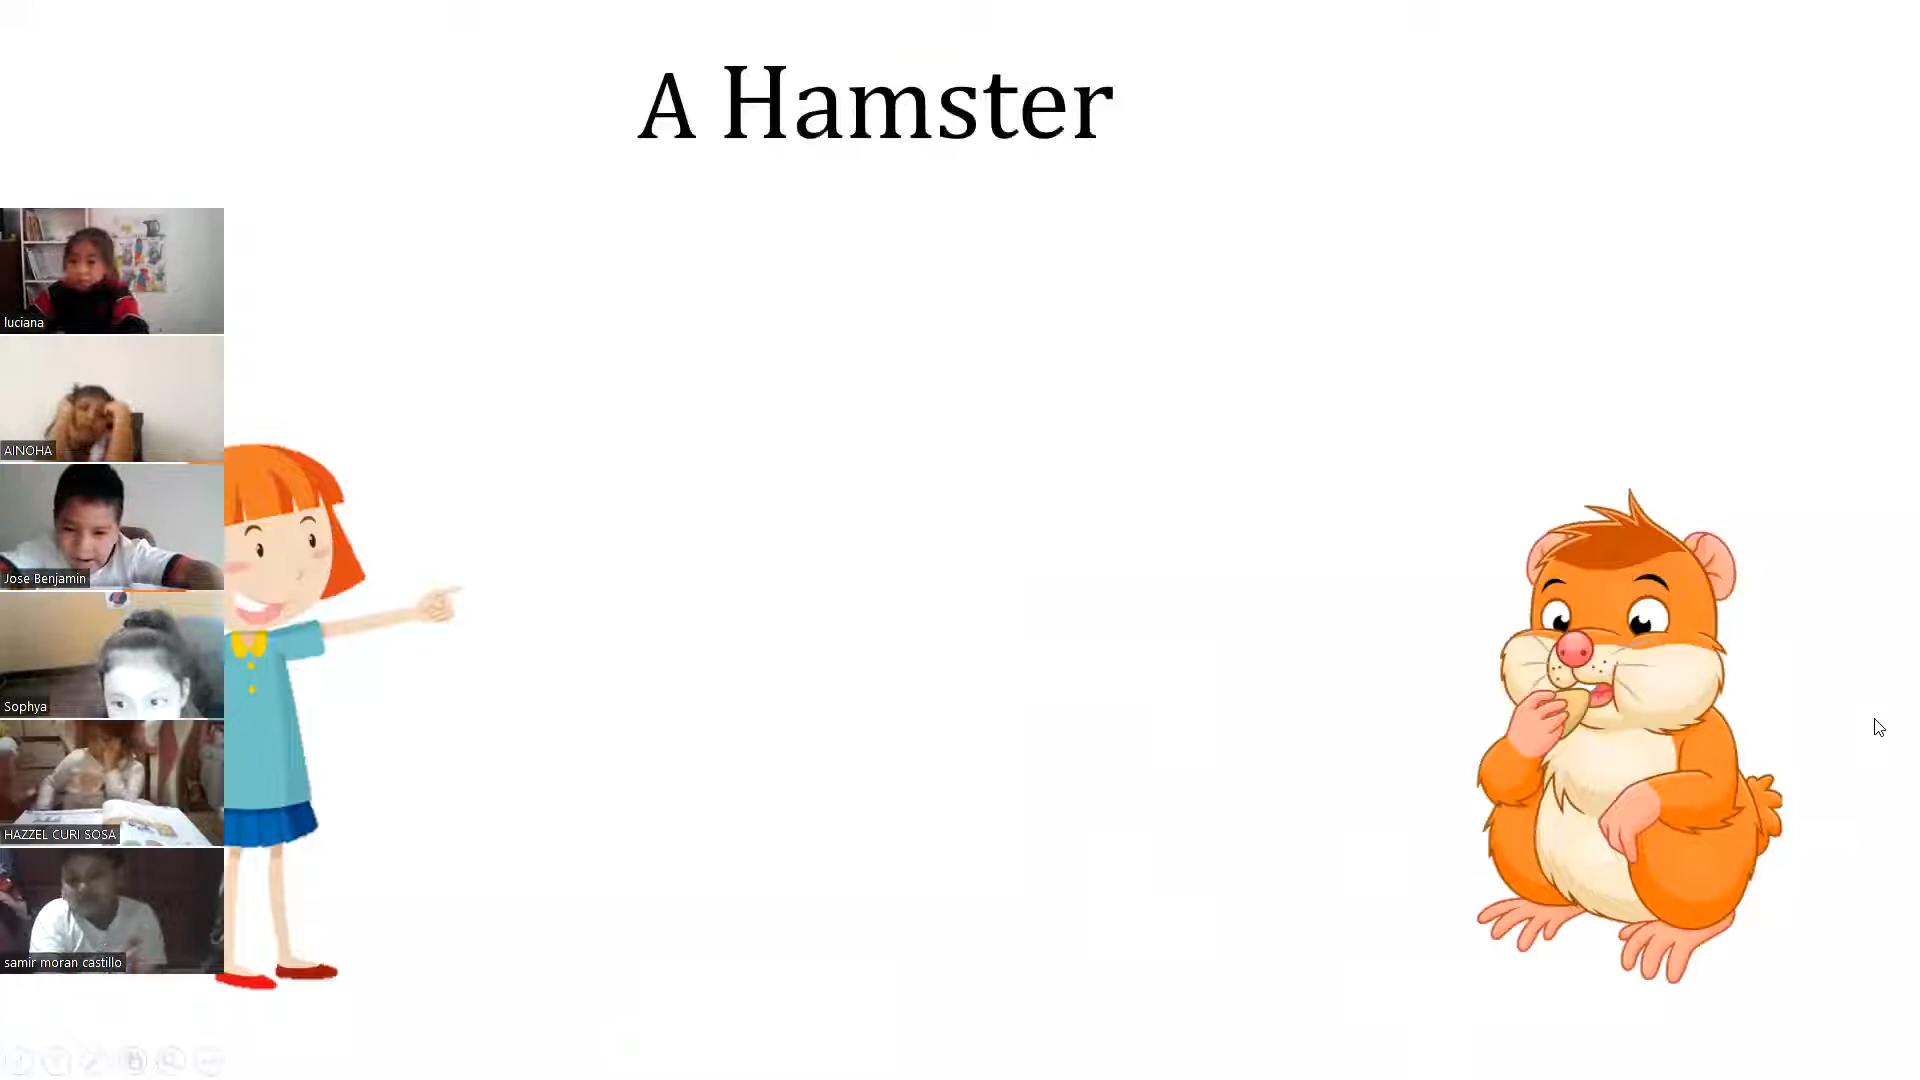 A Hamster
luciana
AINOHA
Jose Benjamin
Sophya
HAZZEL CURI SOSA
samir moran castillo